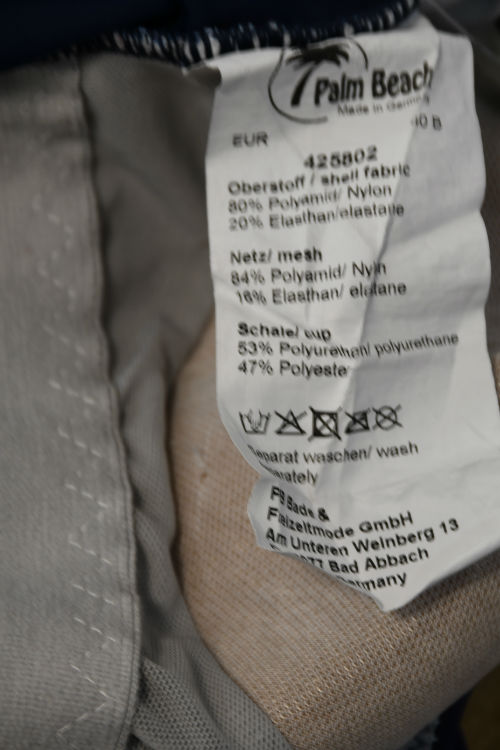 Palm Beach
Made in Germany
EUR 40 B
425802
Oberstoff / shell fabric
80% Polyamid/ Nylon
20% Elasthan/elastane
Netz/ mesh
84% Polyamid/ Nylon
16% Elasthan/ elastane
Schale/ cup
53% Polyurethan/ polyurethane
47% Polyester
Separat waschen/ wash
separately
Bade &
Freizeitmode GmbH
Am Unteren Weinberg 13
Bad Abbach
Germany